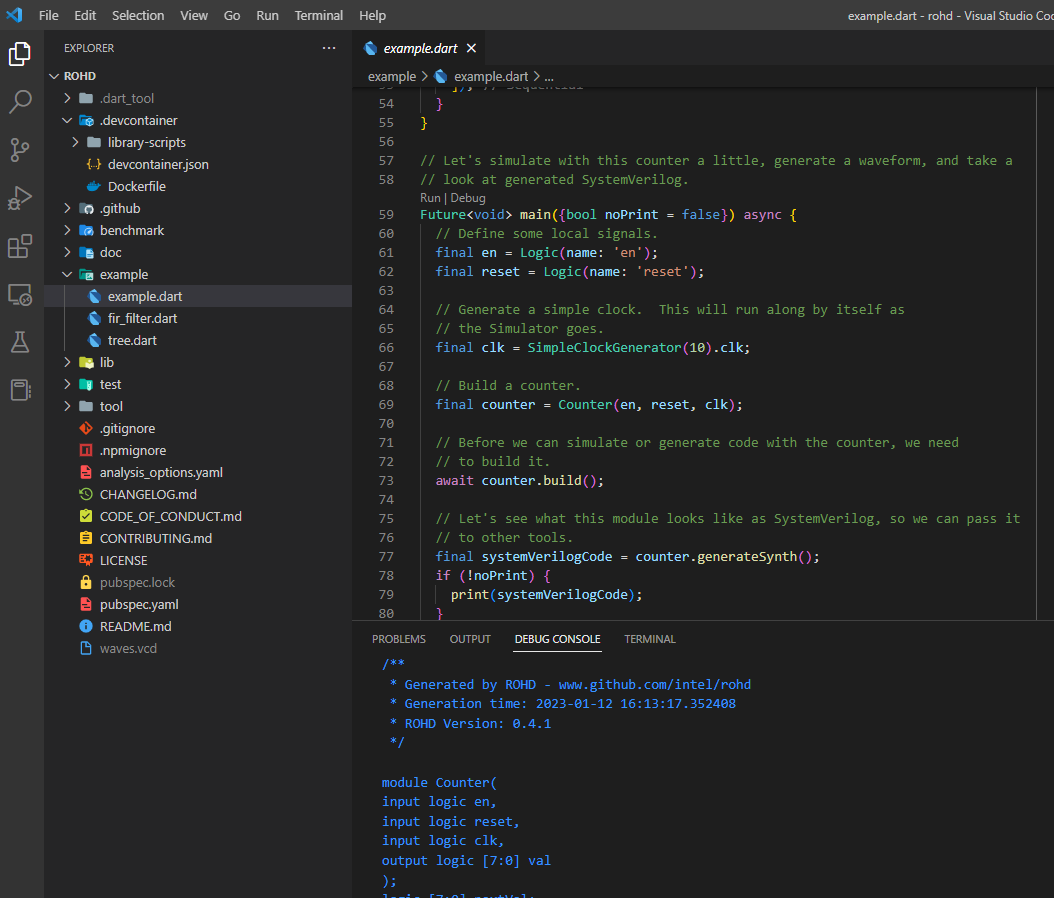 File Edit Selection View Go Run Terminal Help
example.dart - rohd - Visual Studio Co
EXPLORER
ROHD
.dart_tool
.devcontainer
library-scripts
devcontainer.json
Dockerfile
.github
benchmark
doc
example
example.dart
fir_filter.dart
tree.dart
lib
test
tool
.gitignore
.npmignore
analysis_options.yaml
CHANGELOG.md
CODE_OF_CONDUCT.md
CONTRIBUTING.md
LICENSE
pubspec.lock
pubspec.yaml
README.md
waves.vcd
example.dart
example > example.dart > ...
53 ]); // Sequential
54 }
55 }
56
57 // Let's simulate with this counter a little, generate a waveform, and take a
58 // look at generated SystemVerilog.
Run | Debug
59 Future<void> main({bool noPrint = false}) async {
60 // Define some local signals.
61 final en = Logic(name: 'en');
62 final reset = Logic(name: 'reset');
63
64 // Generate a simple clock.  This will run along by itself as
65 // the Simulator goes.
66 final clk = SimpleClockGenerator(10).clk;
67
68 // Build a counter.
69 final counter = Counter(en, reset, clk);
70
71 // Before we can simulate or generate code with the counter, we need
72 // to build it.
73 await counter.build();
74
75 // Let's see what this module looks like as SystemVerilog, so we can pass it
76 // to other tools.
77 final systemVerilogCode = counter.generateSynth();
78 if (!noPrint) {
79 print(systemVerilogCode);
80 }
PROBLEMS OUTPUT DEBUG CONSOLE TERMINAL
/**
* Generated by ROHD - www.github.com/intel/rohd
* Generation time: 2023-01-12 16:13:17.352408
* ROHD Version: 0.4.1
*/
module Counter(
input logic en,
input logic reset,
input logic clk,
output logic [7:0] val
);
logic [7:0] nextVal;